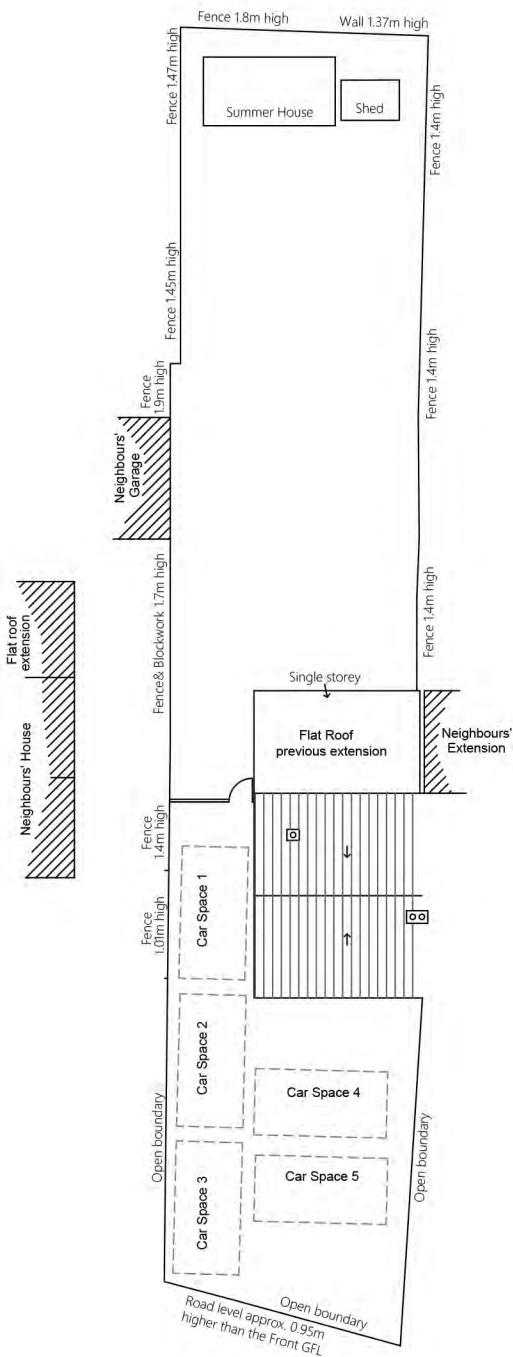 Fence 1.8m high
Wall 1.37m high
Fence 1.47m high
Summer House
Shed
Fence 1.4m high
Fence 1.45m high
Fence 1.4m high
Fence
1.9m high
Neighbours'
Garage
Fence& Blockwork 1.7m high
Fence 1.4m high
Flat roof
extension
Neighbours' House
Single storey
Flat Roof
previous extension
Neighbours'
Extension
Fence
1.4m high
Fence
1.01m high
Car Space 1
Car Space 2
Car Space 4
Open boundary
Open boundary
Car Space 3
Car Space 5
Open boundary
Road level approx. 0.95m
higher than the Front GFL